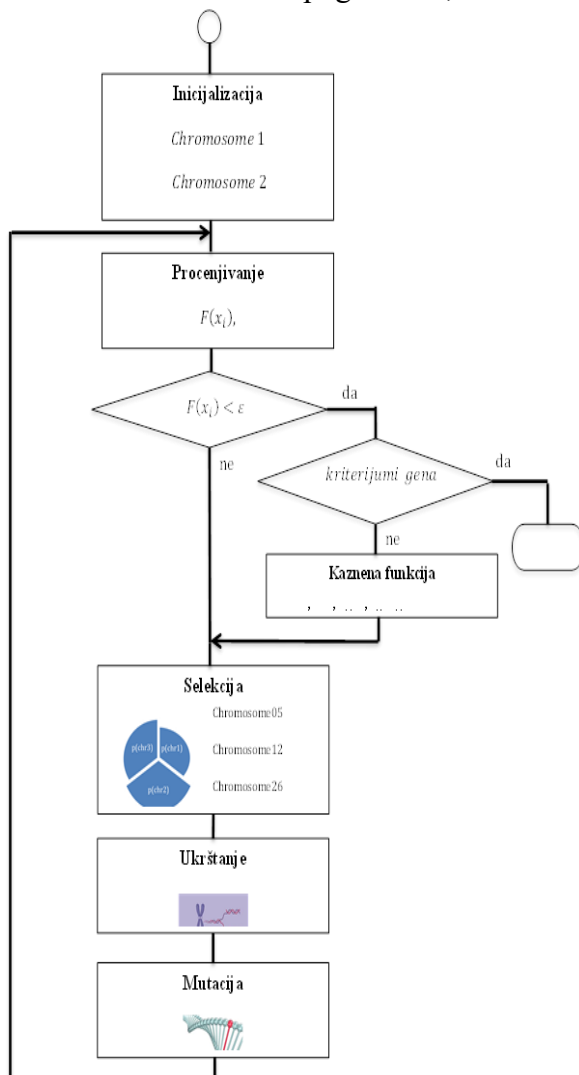 Inicijalizacija
Chromosome 1
Chromosome 2
Procenjivanje
F(x_i),
F(x_i) < ε
da
ne
kriterijumi gena
da
ne
Kaznena funkcija
Selekcija
Chromosome05
p(chr3) p(chr1)
Chromosome12
p(chr2)
Chromosome26
Ukrštanje
Mutacija